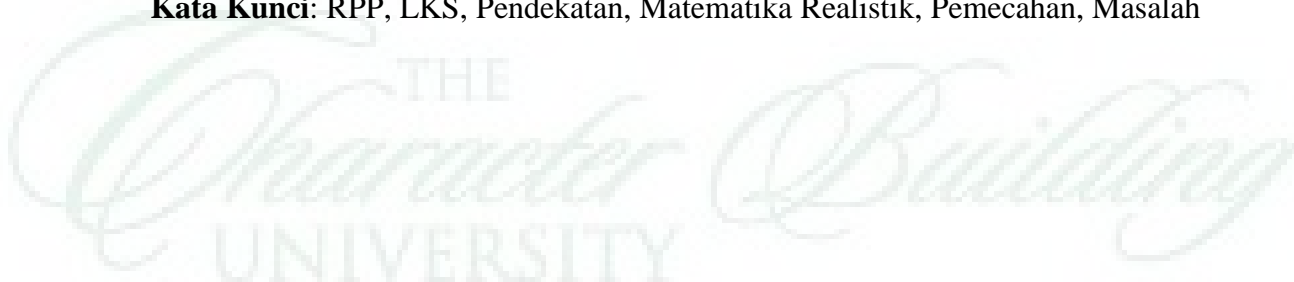 Kata Kunci: RPP, LKS, Pendekatan, Matematika Realistik, Pemecahan, Masalah
THE
Character Building
UNIVERSITY